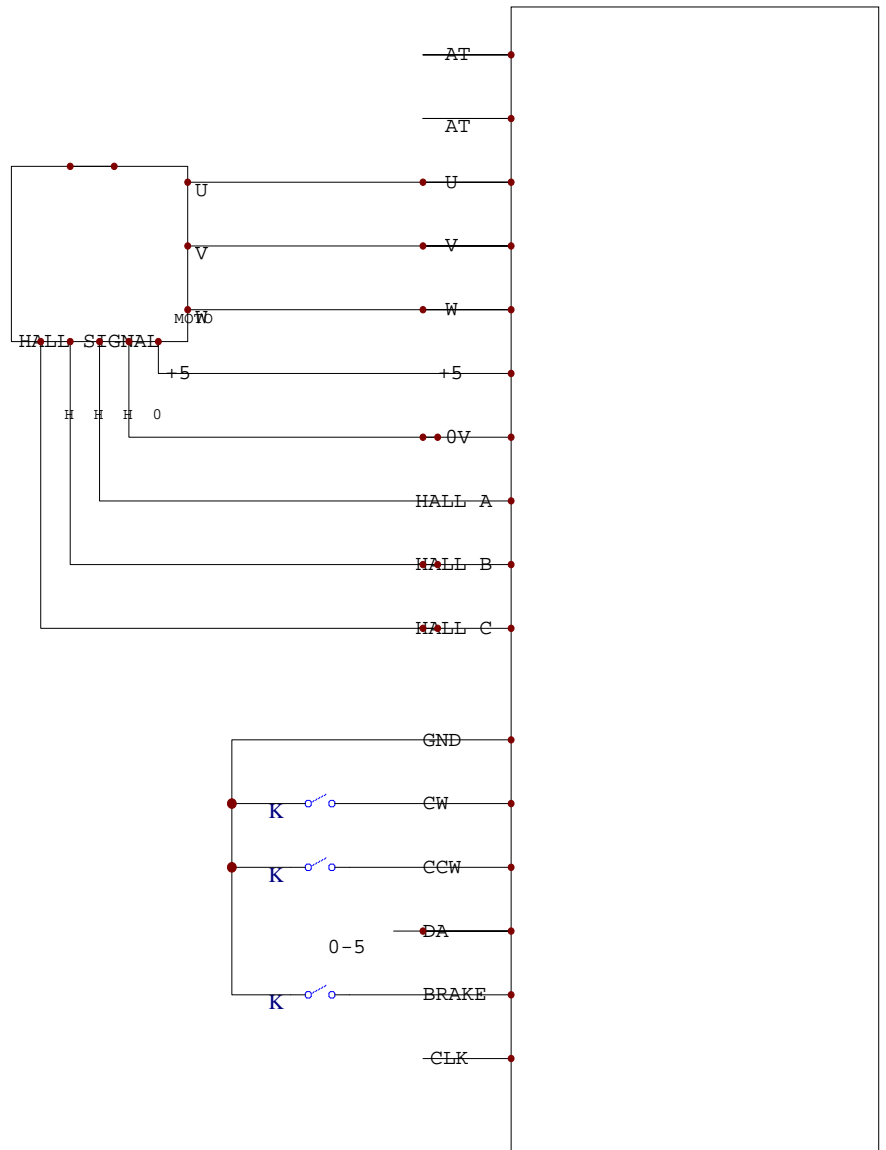 AT
AT
U U
V V
W W
MOTO
HALL SIGNAL
+5 +5
H H H 0
0V
HALL A
HALL B
HALL C
GND
K CW
K CCW
DA
0-5
K BRAKE
CLK